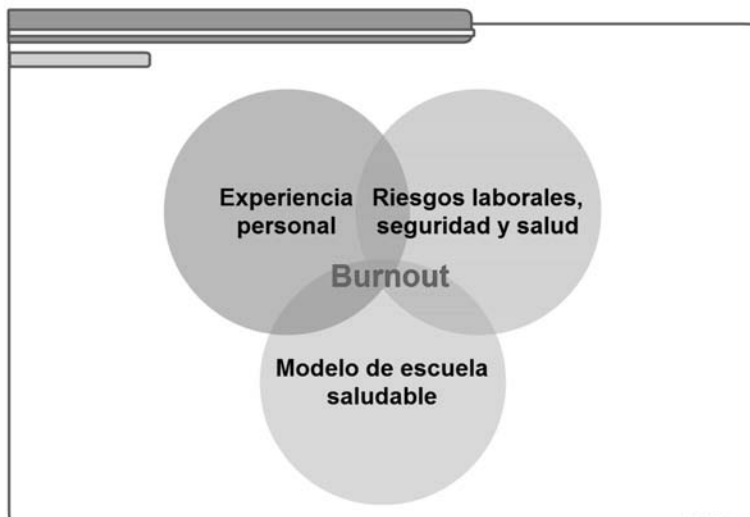 Experiencia
personal
Riesgos laborales,
seguridad y salud
Burnout
Modelo de escuela
saludable